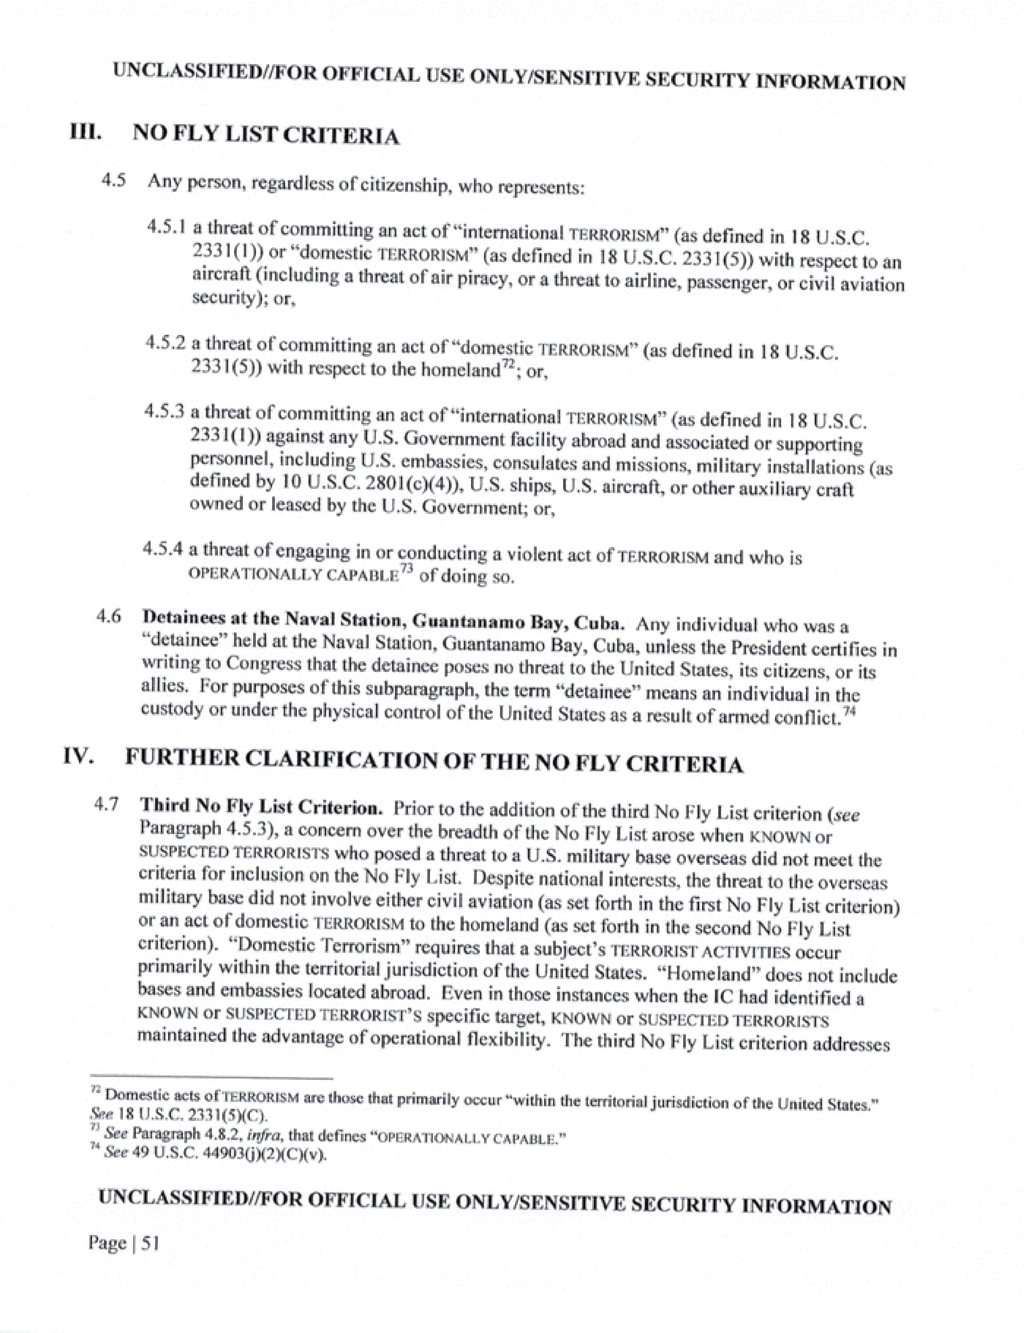 UNCLASSIFIED//FOR OFFICIAL USE ONLY/SENSITIVE SECURITY INFORMATION
III. NO FLY LIST CRITERIA
4.5 Any person, regardless of citizenship, who represents:
4.5.1 a threat of committing an act of “international TERRORISM” (as defined in 18 U.S.C.
2331(1)) or “domestic TERRORISM” (as defined in 18 U.S.C. 2331(5)) with respect to an
aircraft (including a threat of air piracy, or a threat to airline, passenger, or civil aviation
security); or,
4.5.2 a threat of committing an act of “domestic TERRORISM” (as defined in 18 U.S.C.
2331(5)) with respect to the homeland72; or,
4.5.3 a threat of committing an act of “international TERRORISM” (as defined in 18 U.S.C.
2331(1)) against any U.S. Government facility abroad and associated or supporting
personnel, including U.S. embassies, consulates and missions, military installations (as
defined by 10 U.S.C. 2801(c)(4)), U.S. ships, U.S. aircraft, or other auxiliary craft
owned or leased by the U.S. Government; or,
4.5.4 a threat of engaging in or conducting a violent act of TERRORISM and who is
OPERATIONALLY CAPABLE73 of doing so.
4.6 Detainees at the Naval Station, Guantanamo Bay, Cuba. Any individual who was a
“detainee” held at the Naval Station, Guantanamo Bay, Cuba, unless the President certifies in
writing to Congress that the detainee poses no threat to the United States, its citizens, or its
allies. For purposes of this subparagraph, the term “detainee” means an individual in the
custody or under the physical control of the United States as a result of armed conflict.74
IV. FURTHER CLARIFICATION OF THE NO FLY CRITERIA
4.7 Third No Fly List Criterion. Prior to the addition of the third No Fly List criterion (see
Paragraph 4.5.3), a concern over the breadth of the No Fly List arose when KNOWN or
SUSPECTED TERRORISTS who posed a threat to a U.S. military base overseas did not meet the
criteria for inclusion on the No Fly List. Despite national interests, the threat to the overseas
military base did not involve either civil aviation (as set forth in the first No Fly List criterion)
or an act of domestic TERRORISM to the homeland (as set forth in the second No Fly List
criterion). “Domestic Terrorism” requires that a subject’s TERRORIST ACTIVITIES occur
primarily within the territorial jurisdiction of the United States. “Homeland” does not include
bases and embassies located abroad. Even in those instances when the IC had identified a
KNOWN or SUSPECTED TERRORIST’S specific target, KNOWN or SUSPECTED TERRORISTS
maintained the advantage of operational flexibility. The third No Fly List criterion addresses
72 Domestic acts of TERRORISM are those that primarily occur “within the territorial jurisdiction of the United States.”
See 18 U.S.C. 2331(5)(C).
73 See Paragraph 4.8.2, infra, that defines “OPERATIONALLY CAPABLE.”
74 See 49 U.S.C. 44903(j)(2)(C)(v).
UNCLASSIFIED//FOR OFFICIAL USE ONLY/SENSITIVE SECURITY INFORMATION
Page | 51